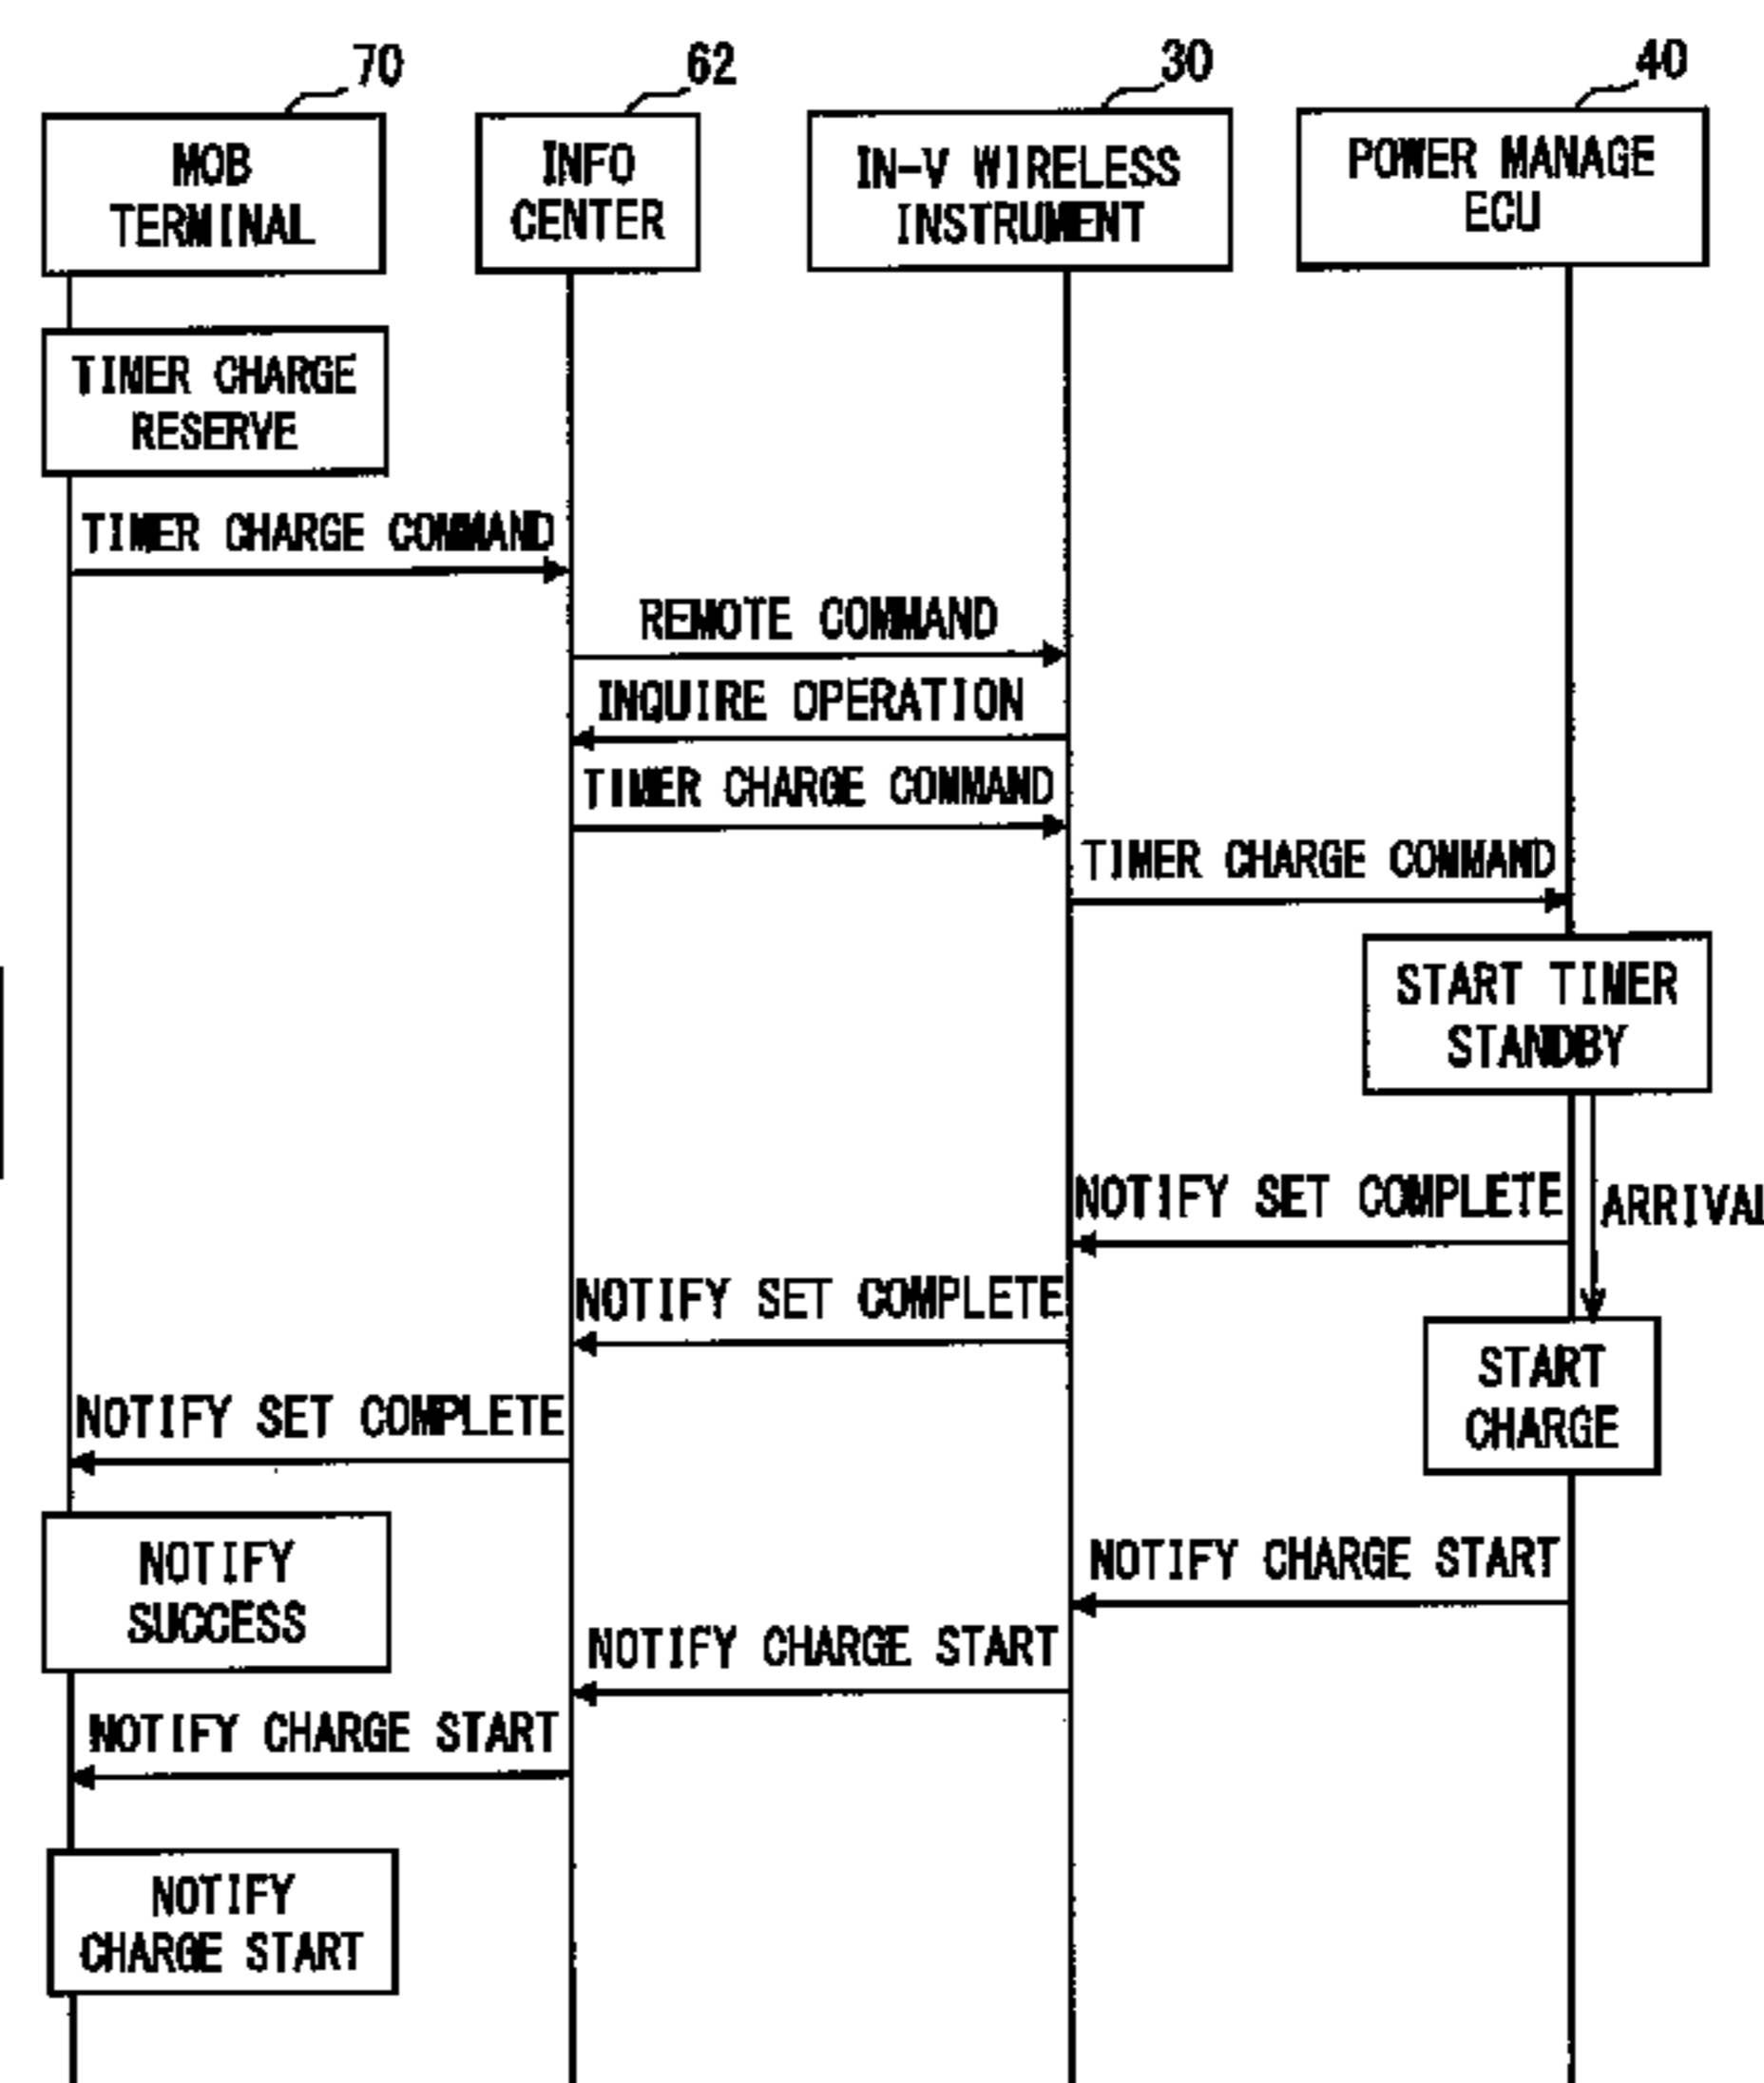 70
62
30
40
MOB
TERMINAL
INFO
CENTER
IN-V WIRELESS
INSTRUMENT
POWER MANAGE
ECU
TIMER CHARGE
RESERVE
TIMER CHARGE COMMAND
REMOTE COMMAND
INQUIRE OPERATION
TIMER CHARGE COMMAND
TIMER CHARGE COMMAND
START TIMER
STANDBY
NOTIFY SET COMPLETE
ARRIVAL
NOTIFY SET COMPLETE
START
CHARGE
NOTIFY SET COMPLETE
NOTIFY
SUCCESS
NOTIFY CHARGE START
NOTIFY CHARGE START
NOTIFY CHARGE START
NOTIFY
CHARGE START